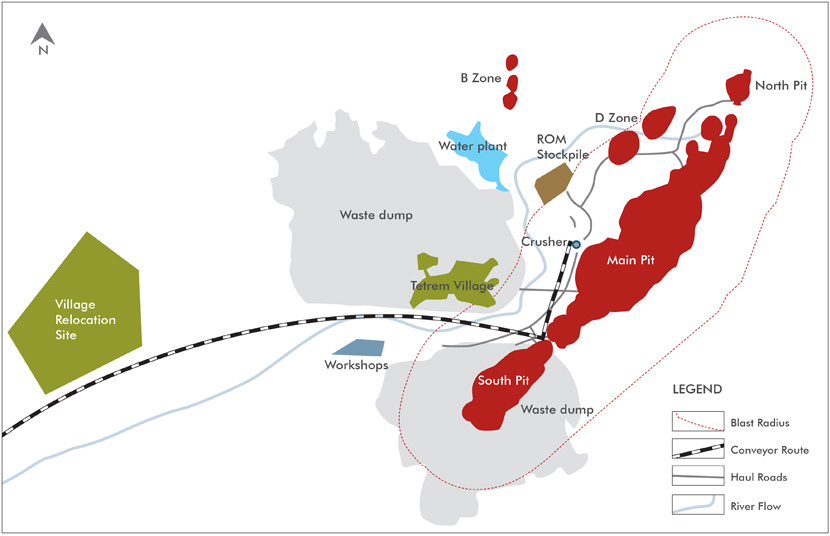 N
B Zone
North Pit
D Zone
Water plant
ROM
Stockpile
Waste dump
Crusher
Main Pit
Tetrem Village
Village
Relocation
Site
Workshops
South Pit
Waste dump
LEGEND
Blast Radius
Conveyor Route
Haul Roads
River Flow